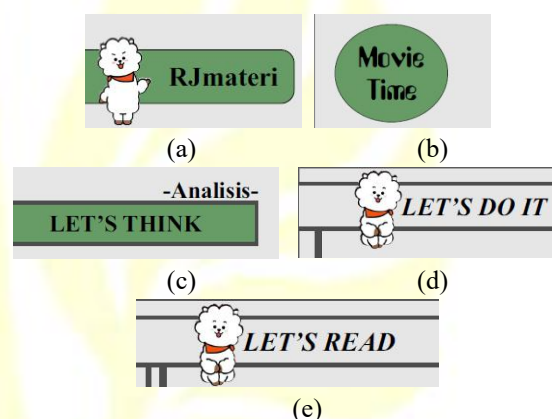 RJmateri
Movie
Time
(a)
(b)
-Analisis-
LET'S THINK
LET'S DO IT
(c)
(d)
LET'S READ
(e)